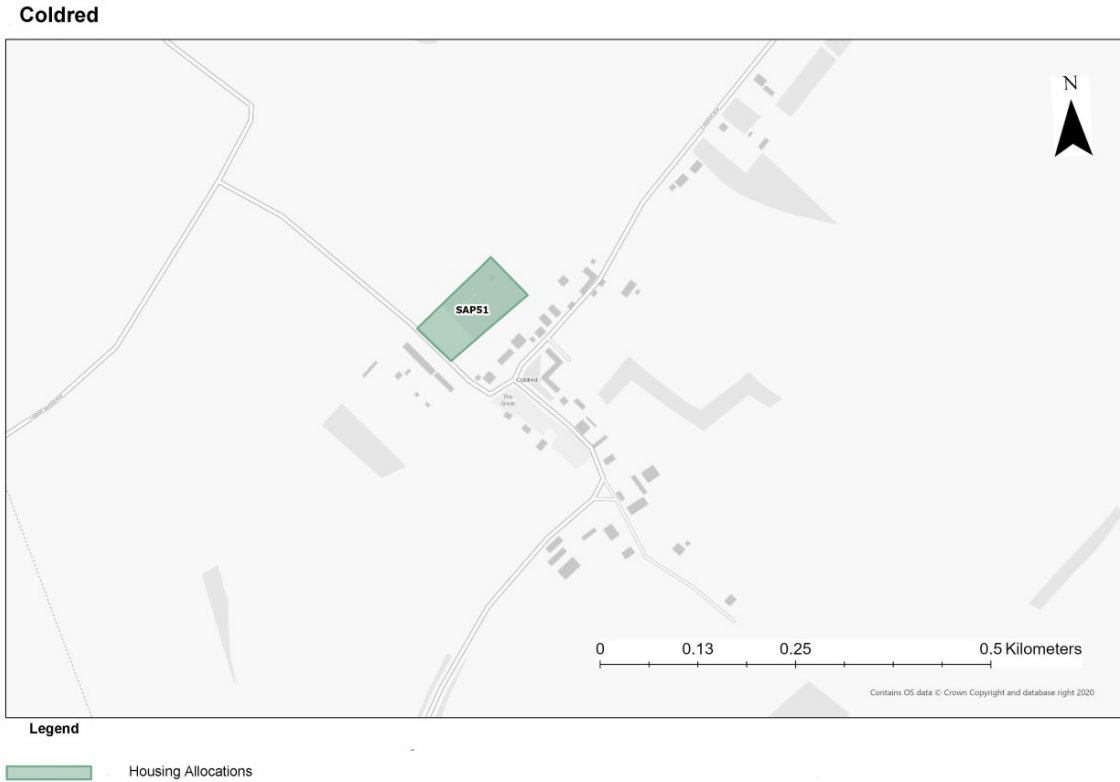 Coldred
N
SAP51
Coldred
The
Green
0 0.13 0.25 0.5 Kilometers
Contains OS data © Crown Copyright and database right 2020
Legend
Housing Allocations